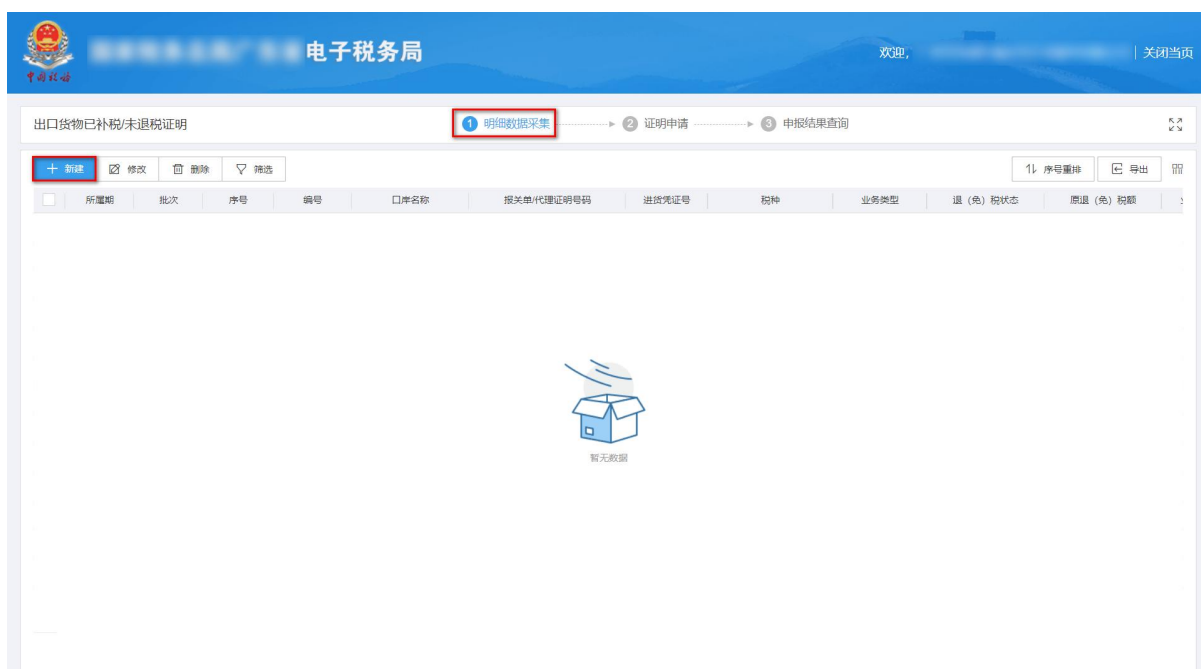 电子税务局
欢迎,
关闭当页
中国税务
出口货物已补税/未退税证明
1 明细数据采集
2 证明申请
3 申报结果查询
新建 修改 删除 筛选
序号重排 导出
所属期 批次 序号 编号 口岸名称 报关单/代理证明号码 进货凭证号 税种 业务类型 退（免）税状态 原退（免）税额
暂无数据